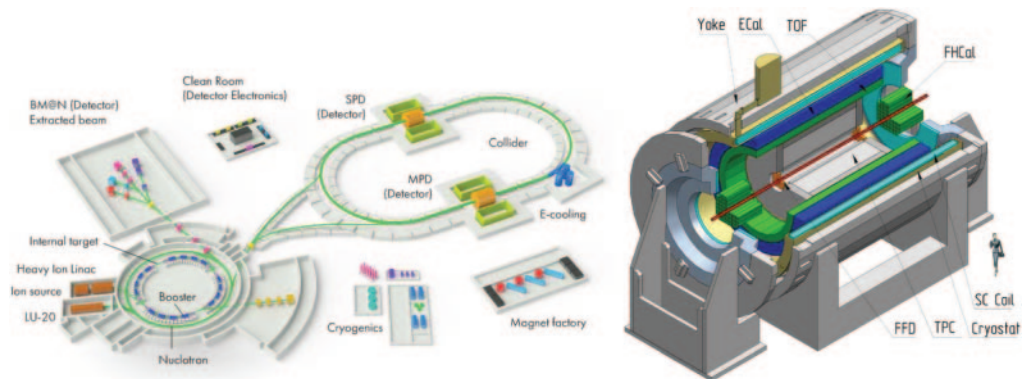 BM@N (Detector)
Extracted beam
Clean Room
(Detector Electronics)
SPD
(Detector)
Collider
MPD
(Detector)
E-cooling
Internal target
Heavy Ion Linac
Ion source
LU-20
Booster
Nuclotron
Cryogenics
Magnet factory
Yoke
ECal
TOF
FHCal
SC Coil
FFD
TPC
Cryostat